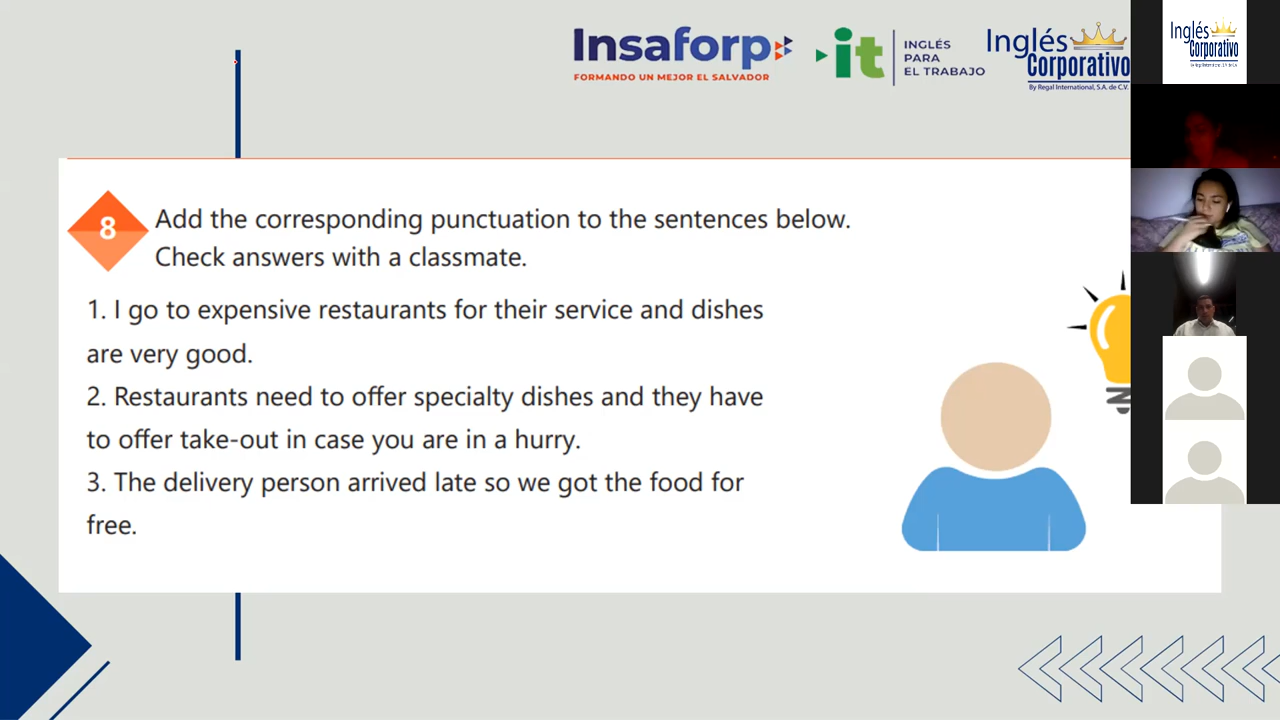 Insaforp
FORMANDO UN MEJOR EL SALVADOR
it
INGLÉS
PARA
EL TRABAJO
Inglés
Corporativo
By Regal International, S.A. de C.V.
Inglés
Corporativo
8
Add the corresponding punctuation to the sentences below.
Check answers with a classmate.
1. I go to expensive restaurants for their service and dishes
are very good.
2. Restaurants need to offer specialty dishes and they have
to offer take-out in case you are in a hurry.
3. The delivery person arrived late so we got the food for
free.